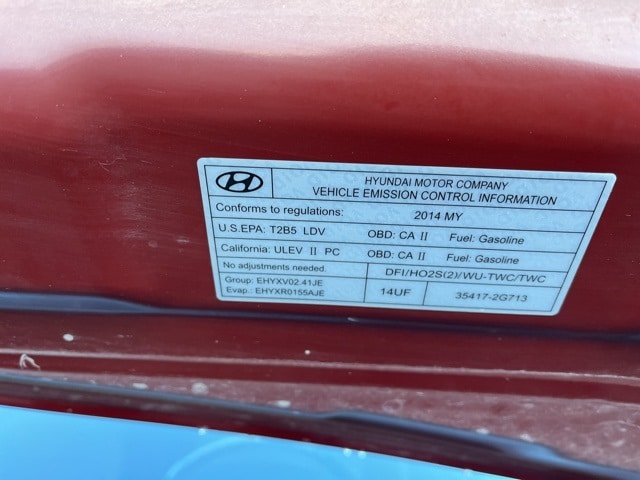 HYUNDAI MOTOR COMPANY
VEHICLE EMISSION CONTROL INFORMATION
Conforms to regulations: 2014 MY
U.S.EPA: T2B5 LDV OBD: CA II Fuel: Gasoline
California: ULEV II PC OBD: CA II Fuel: Gasoline
No adjustments needed. DFI/HO2S(2)/WU-TWC/TWC
Group: EHYXV02.41JE
Evap.: EHYXR0155AJE 14UF 35417-2G713